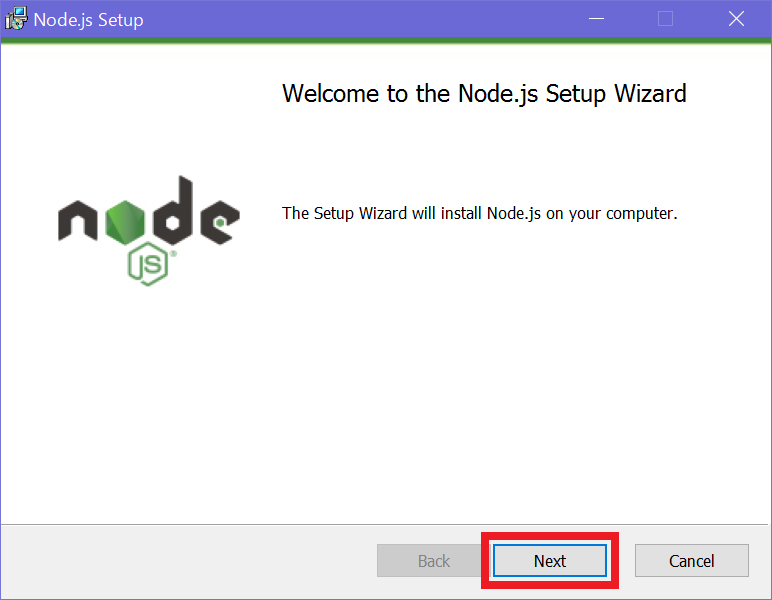 Node.js Setup
Welcome to the Node.js Setup Wizard
The Setup Wizard will install Node.js on your computer.
node
JS
®
Back
Next
Cancel